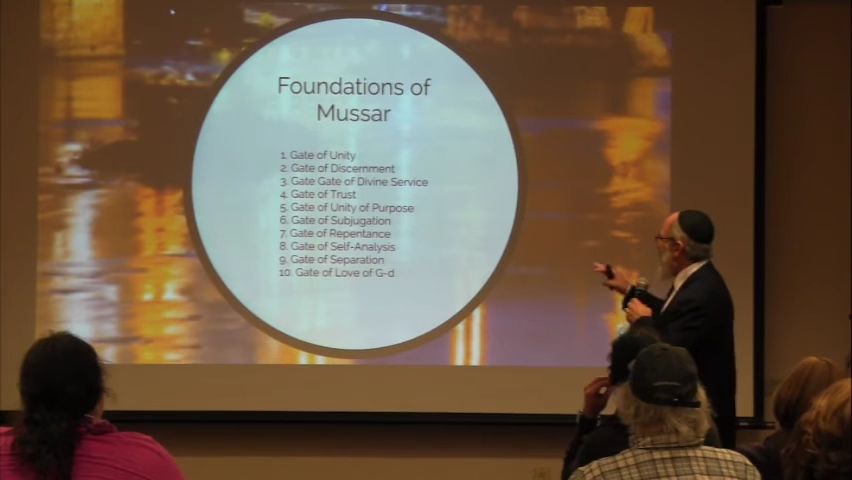 Foundations of
Mussar
1. Gate of Unity
2. Gate of Discernment
3. Gate Gate of Divine Service
4. Gate of Trust
5. Gate of Unity of Purpose
6. Gate of Subjugation
7. Gate of Repentance
8. Gate of Self-Analysis
9. Gate of Separation
10. Gate of Love of G-d